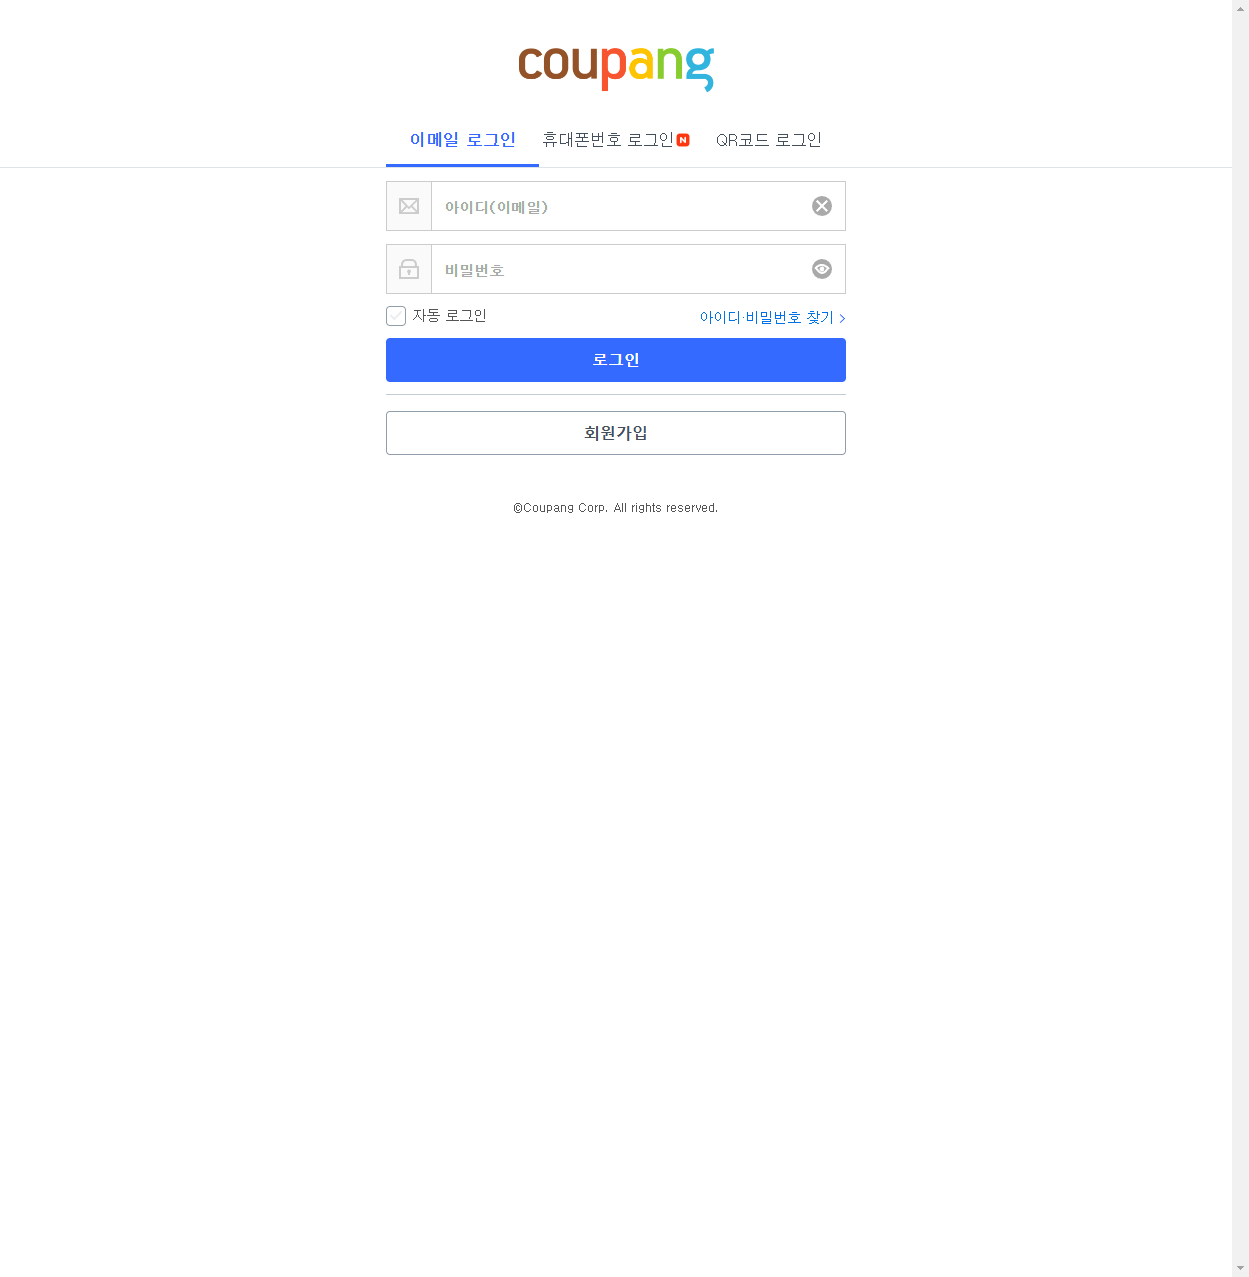 coupang
이메일 로그인 휴대폰번호 로그인 N QR코드 로그인
아이디(이메일)
비밀번호
자동 로그인 아이디·비밀번호 찾기 >
로그인
회원가입
©Coupang Corp. All rights reserved.